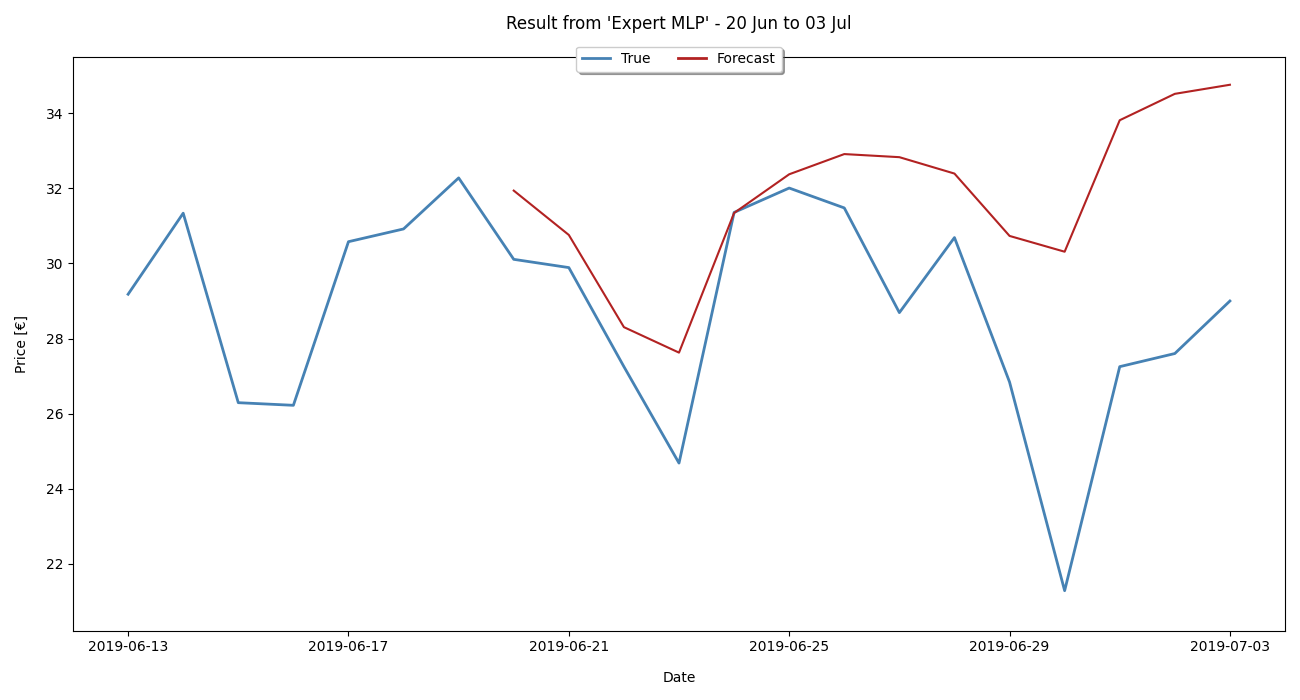 Result from 'Expert MLP' - 20 Jun to 03 Jul
True Forecast
Price [€]
34
32
30
28
26
24
22
2019-06-13 2019-06-17 2019-06-21 2019-06-25 2019-06-29 2019-07-03
Date